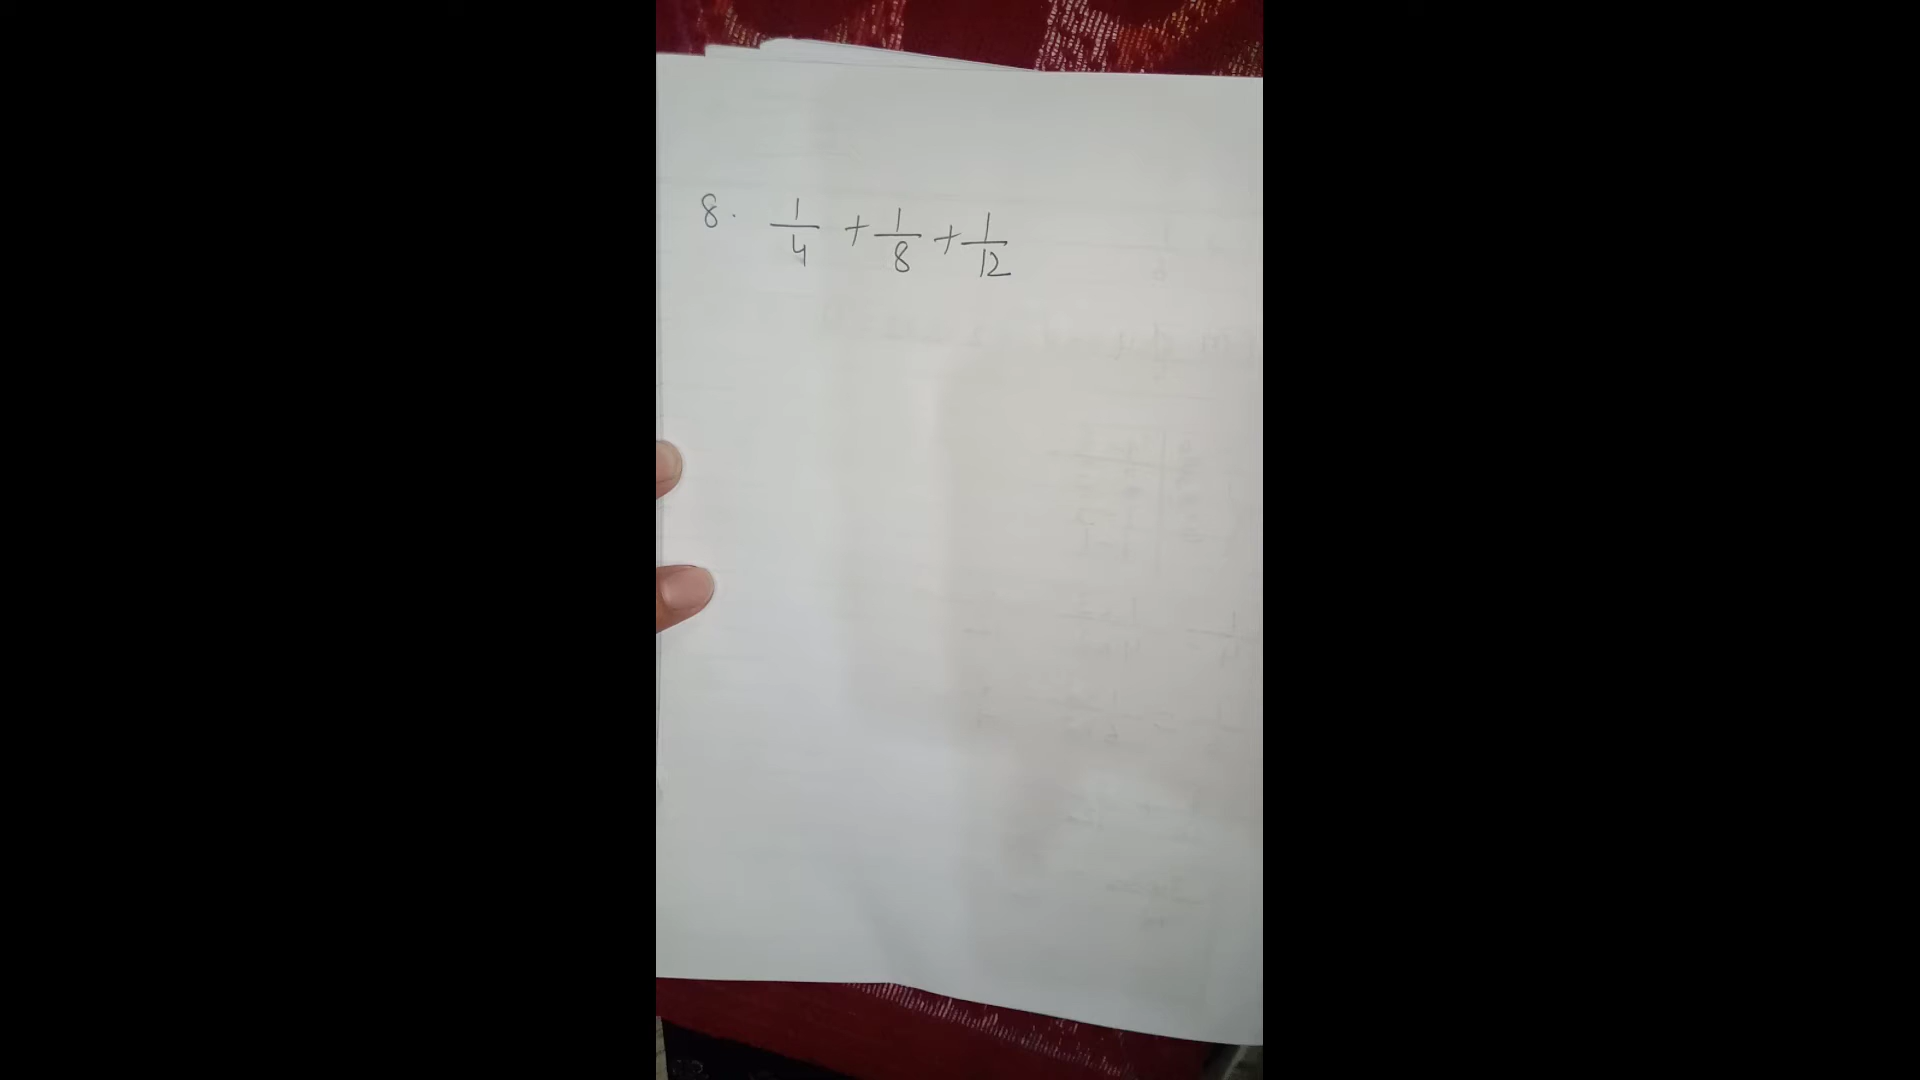 8. 1/4 + 1/8 + 1/12